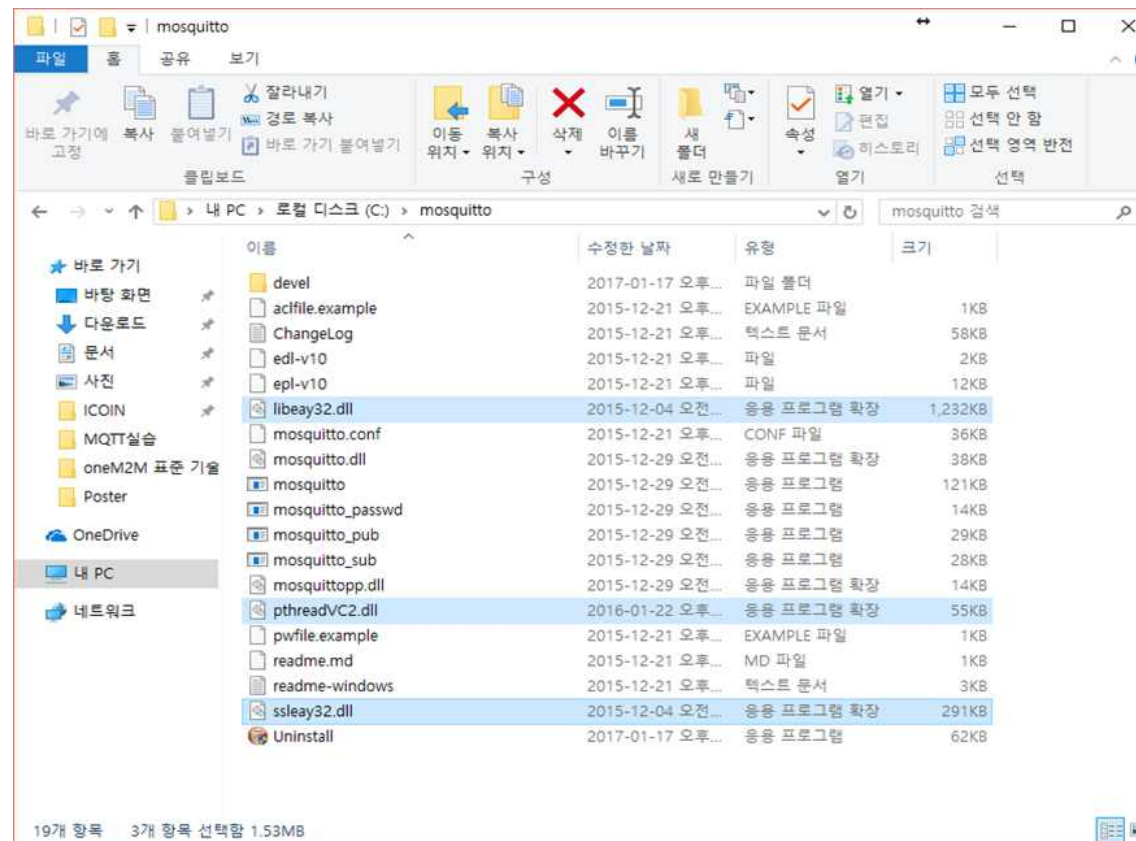 mosquitto
파일 홈 공유 보기
바로 가기에 고정
복사
붙여넣기
잘라내기
경로 복사
바로 가기 붙여넣기
클립보드
이동 위치
복사 위치
삭제
이름 바꾸기
구성
새 폴더
새로 만들기
속성
열기
편집
히스토리
열기
모두 선택
선택 안 함
선택 영역 반전
선택
내 PC > 로컬 디스크 (C:) > mosquitto
mosquitto 검색
바로 가기
바탕 화면
다운로드
문서
사진
ICOIN
MQTT실습
oneM2M 표준 기술
Poster
OneDrive
내 PC
네트워크
이름 수정한 날짜 유형 크기
devel 2017-01-17 오후... 파일 폴더
aclfile.example 2015-12-21 오후... EXAMPLE 파일 1KB
ChangeLog 2015-12-21 오후... 텍스트 문서 58KB
edl-v10 2015-12-21 오후... 파일 2KB
epl-v10 2015-12-21 오후... 파일 12KB
libeay32.dll 2015-12-04 오전... 응용 프로그램 확장 1,232KB
mosquitto.conf 2015-12-21 오후... CONF 파일 36KB
mosquitto.dll 2015-12-29 오전... 응용 프로그램 확장 38KB
mosquitto 2015-12-29 오전... 응용 프로그램 121KB
mosquitto_passwd 2015-12-29 오전... 응용 프로그램 14KB
mosquitto_pub 2015-12-29 오전... 응용 프로그램 29KB
mosquitto_sub 2015-12-29 오전... 응용 프로그램 28KB
mosquittopp.dll 2015-12-29 오전... 응용 프로그램 확장 14KB
pthreadVC2.dll 2016-01-22 오후... 응용 프로그램 확장 55KB
pwfile.example 2015-12-21 오후... EXAMPLE 파일 1KB
readme.md 2015-12-21 오후... MD 파일 1KB
readme-windows 2015-12-21 오후... 텍스트 문서 3KB
ssleay32.dll 2015-12-04 오전... 응용 프로그램 확장 291KB
Uninstall 2017-01-17 오후... 응용 프로그램 62KB
19개 항목 3개 항목 선택함 1.53MB